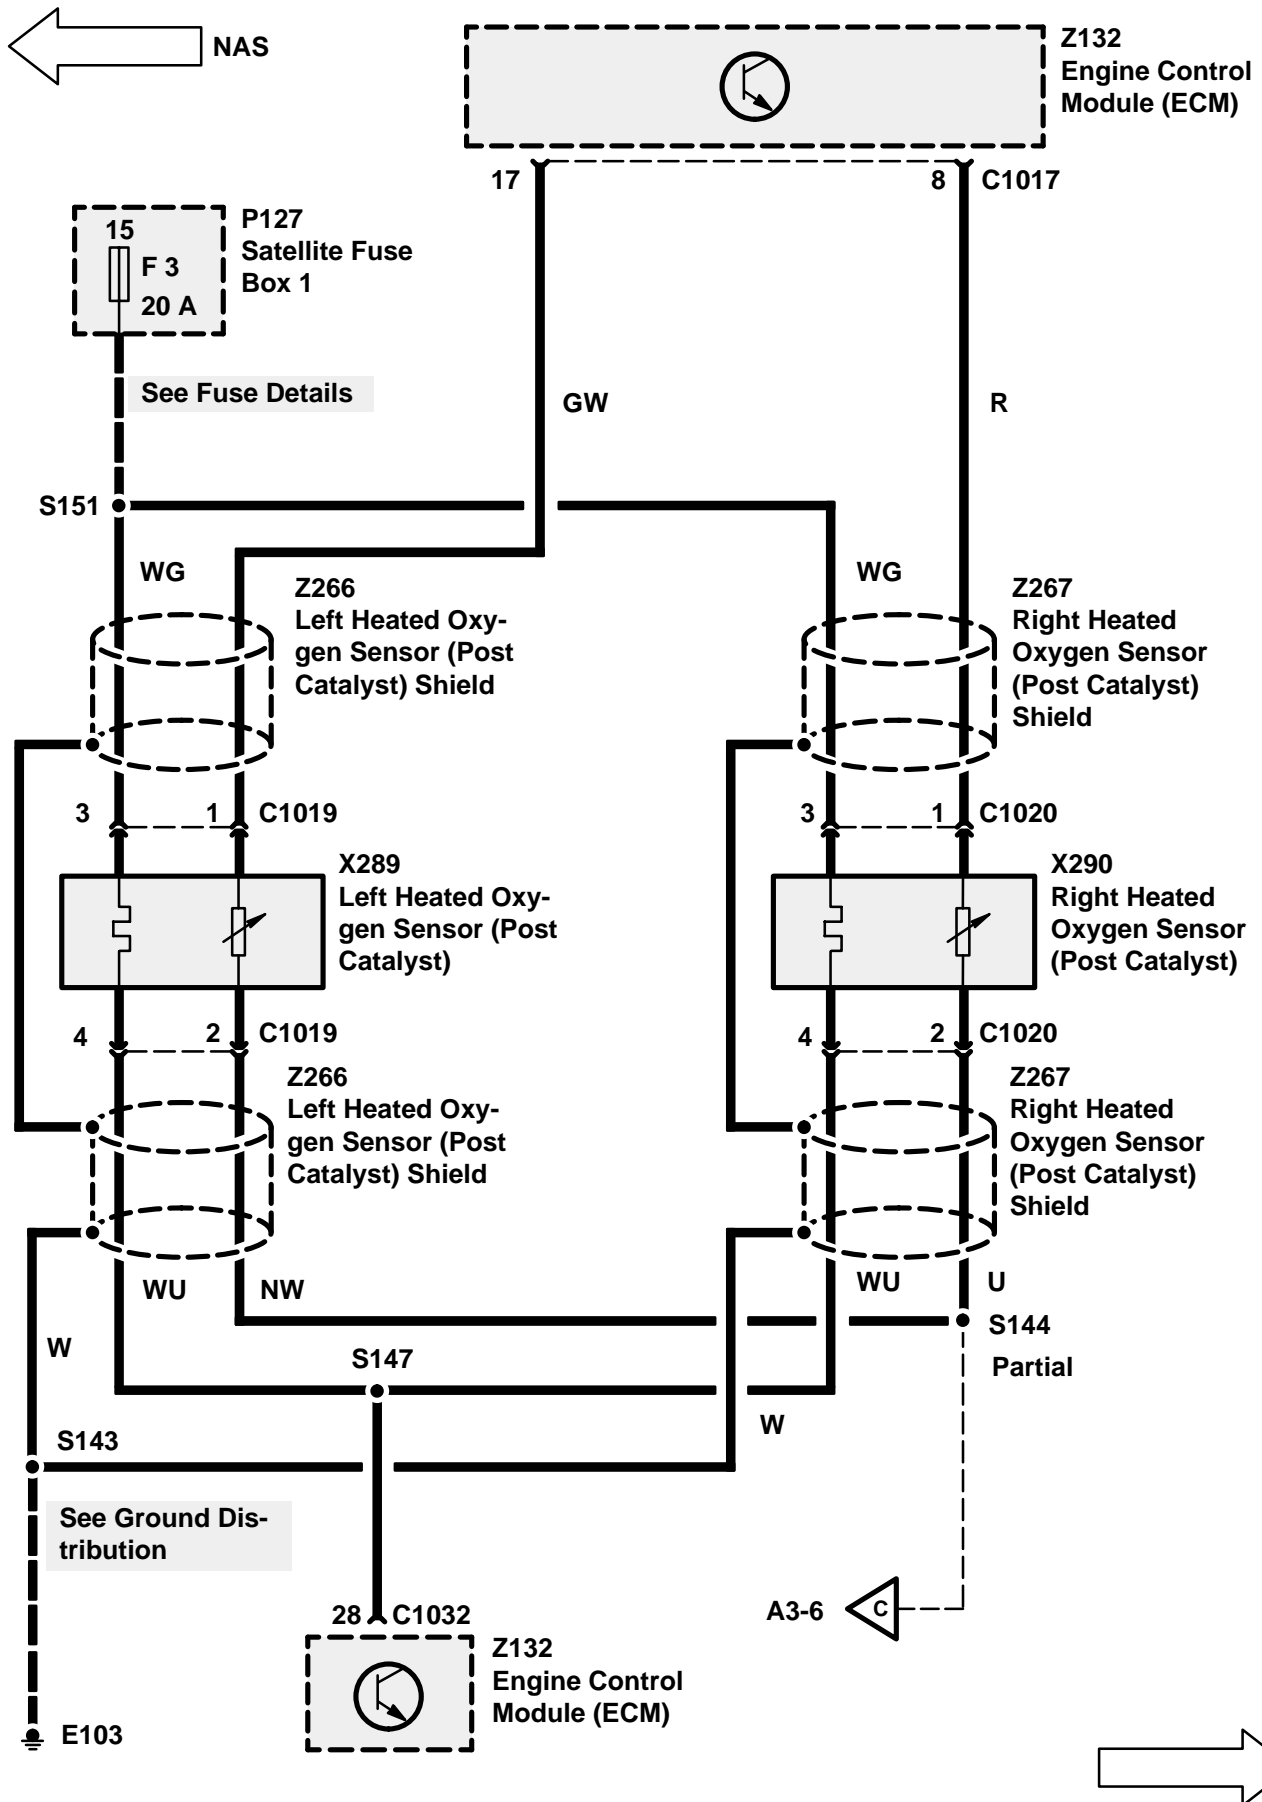 NAS
Z132
Engine Control
Module (ECM)
17
8
C1017
15
F 3
20 A
P127
Satellite Fuse
Box 1
See Fuse Details
GW
R
S151
WG
WG
Z266
Left Heated Oxy-
gen Sensor (Post
Catalyst) Shield
Z267
Right Heated
Oxygen Sensor
(Post Catalyst)
Shield
3
1
C1019
3
1
C1020
X289
Left Heated Oxy-
gen Sensor (Post
Catalyst)
X290
Right Heated
Oxygen Sensor
(Post Catalyst)
4
2
C1019
4
2
C1020
Z266
Left Heated Oxy-
gen Sensor (Post
Catalyst) Shield
Z267
Right Heated
Oxygen Sensor
(Post Catalyst)
Shield
WU
NW
WU
U
S144
Partial
W
S147
W
S143
See Ground Dis-
tribution
A3-6
C
28
C1032
Z132
Engine Control
Module (ECM)
E103